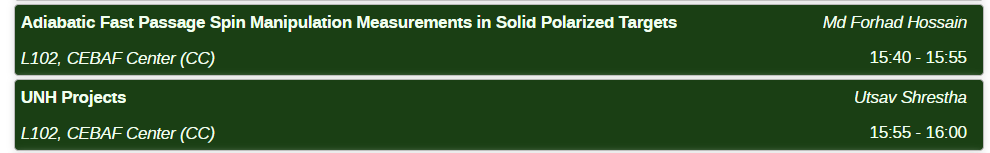 Adiabatic Fast Passage Spin Manipulation Measurements in Solid Polarized Targets Md Forhad Hossain
L102, CEBAF Center (CC) 15:40 - 15:55
UNH Projects Utsav Shrestha
L102, CEBAF Center (CC) 15:55 - 16:00